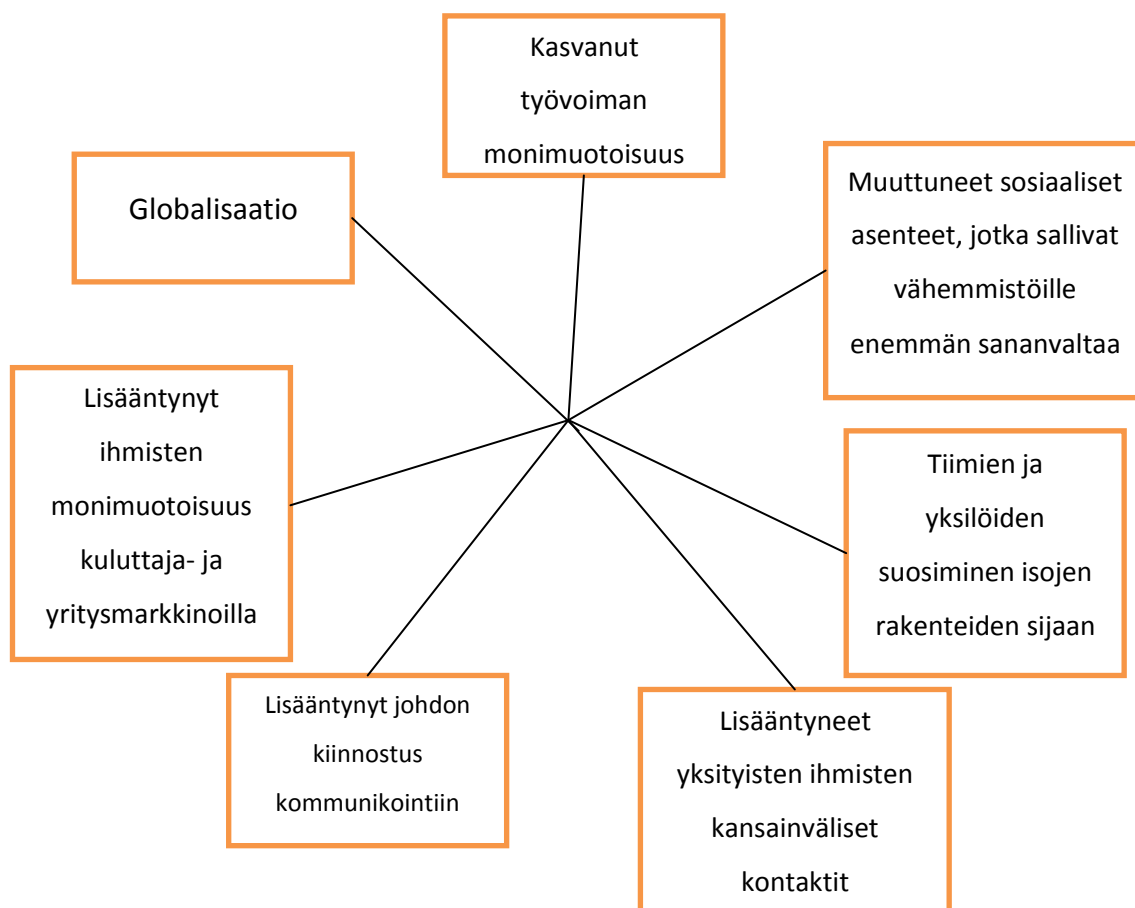 Kasvanut
työvoiman
monimuotoisuus
Globalisaatio
Muuttuneet sosiaaliset
asenteet, jotka sallivat
vähemmistöille
enemmän sananvaltaa
Lisääntynyt
ihmisten
monimuotoisuus
kuluttaja- ja
yritysmarkkinoilla
Tiimien ja
yksilöiden
suosiminen isojen
rakenteiden sijaan
Lisääntynyt johdon
kiinnostus
kommunikointiin
Lisääntyneet
yksityisten ihmisten
kansainväliset
kontaktit